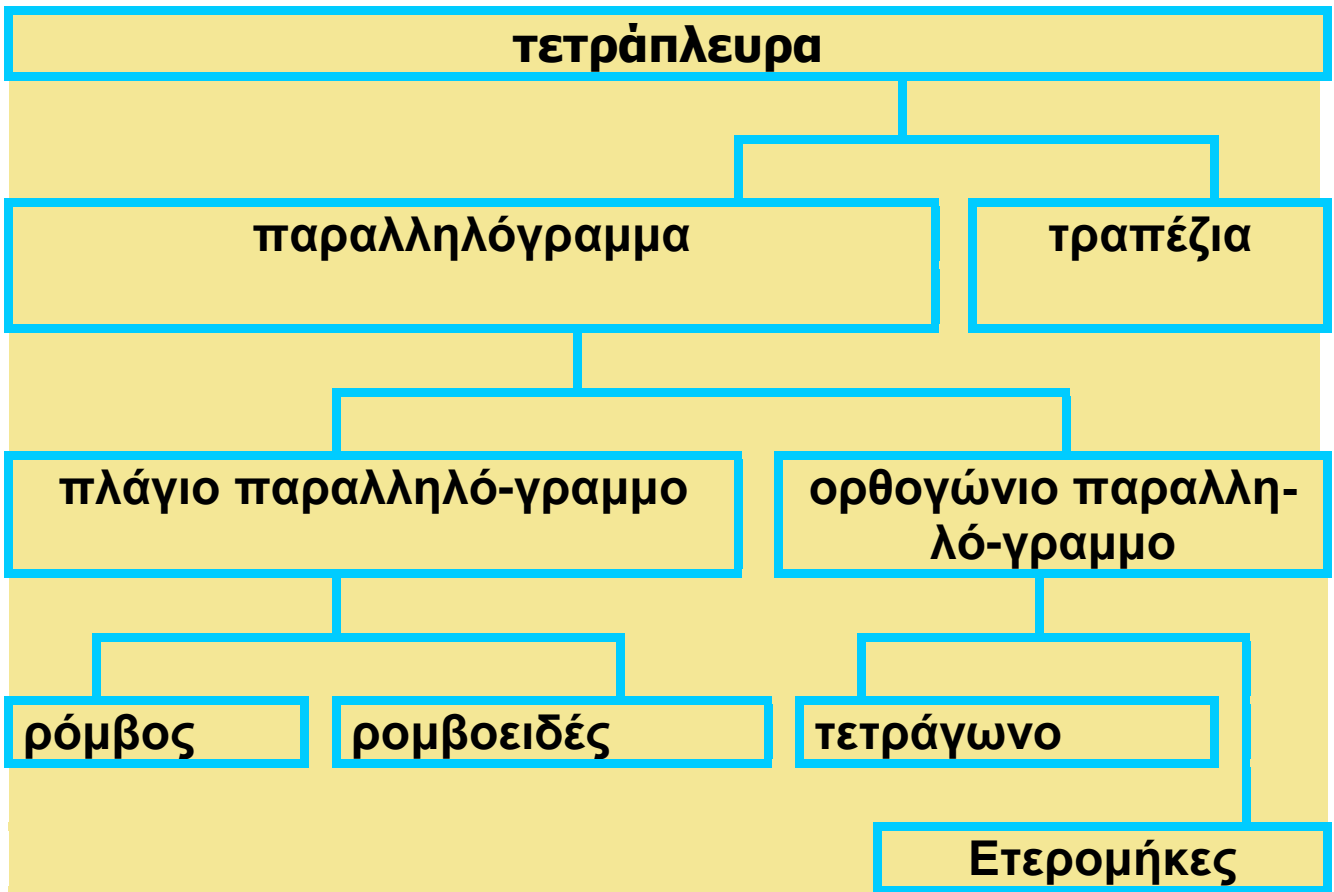 τετράπλευρα
παραλληλόγραμμα
τραπέζια
πλάγιο παραλληλό-γραμμο
ορθογώνιο παραλλη-
λό-γραμμο
ρόμβος
ρομβοειδές
τετράγωνο
Ετερομήκες